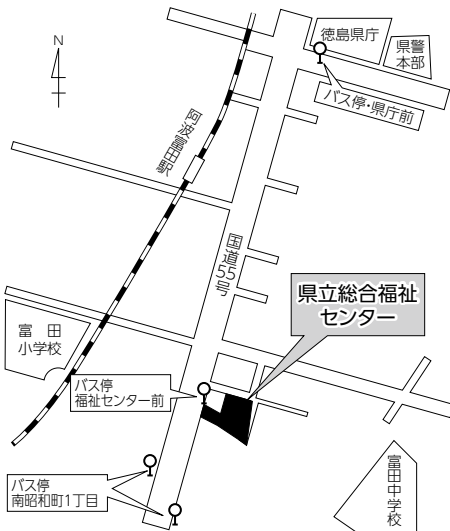 N
徳島県庁
県警
本部
バス停・県庁前
阿波富田駅
国道55号
県立総合福祉
センター
富田
小学校
バス停
福祉センター前
バス停
南昭和町1丁目
富田中学校